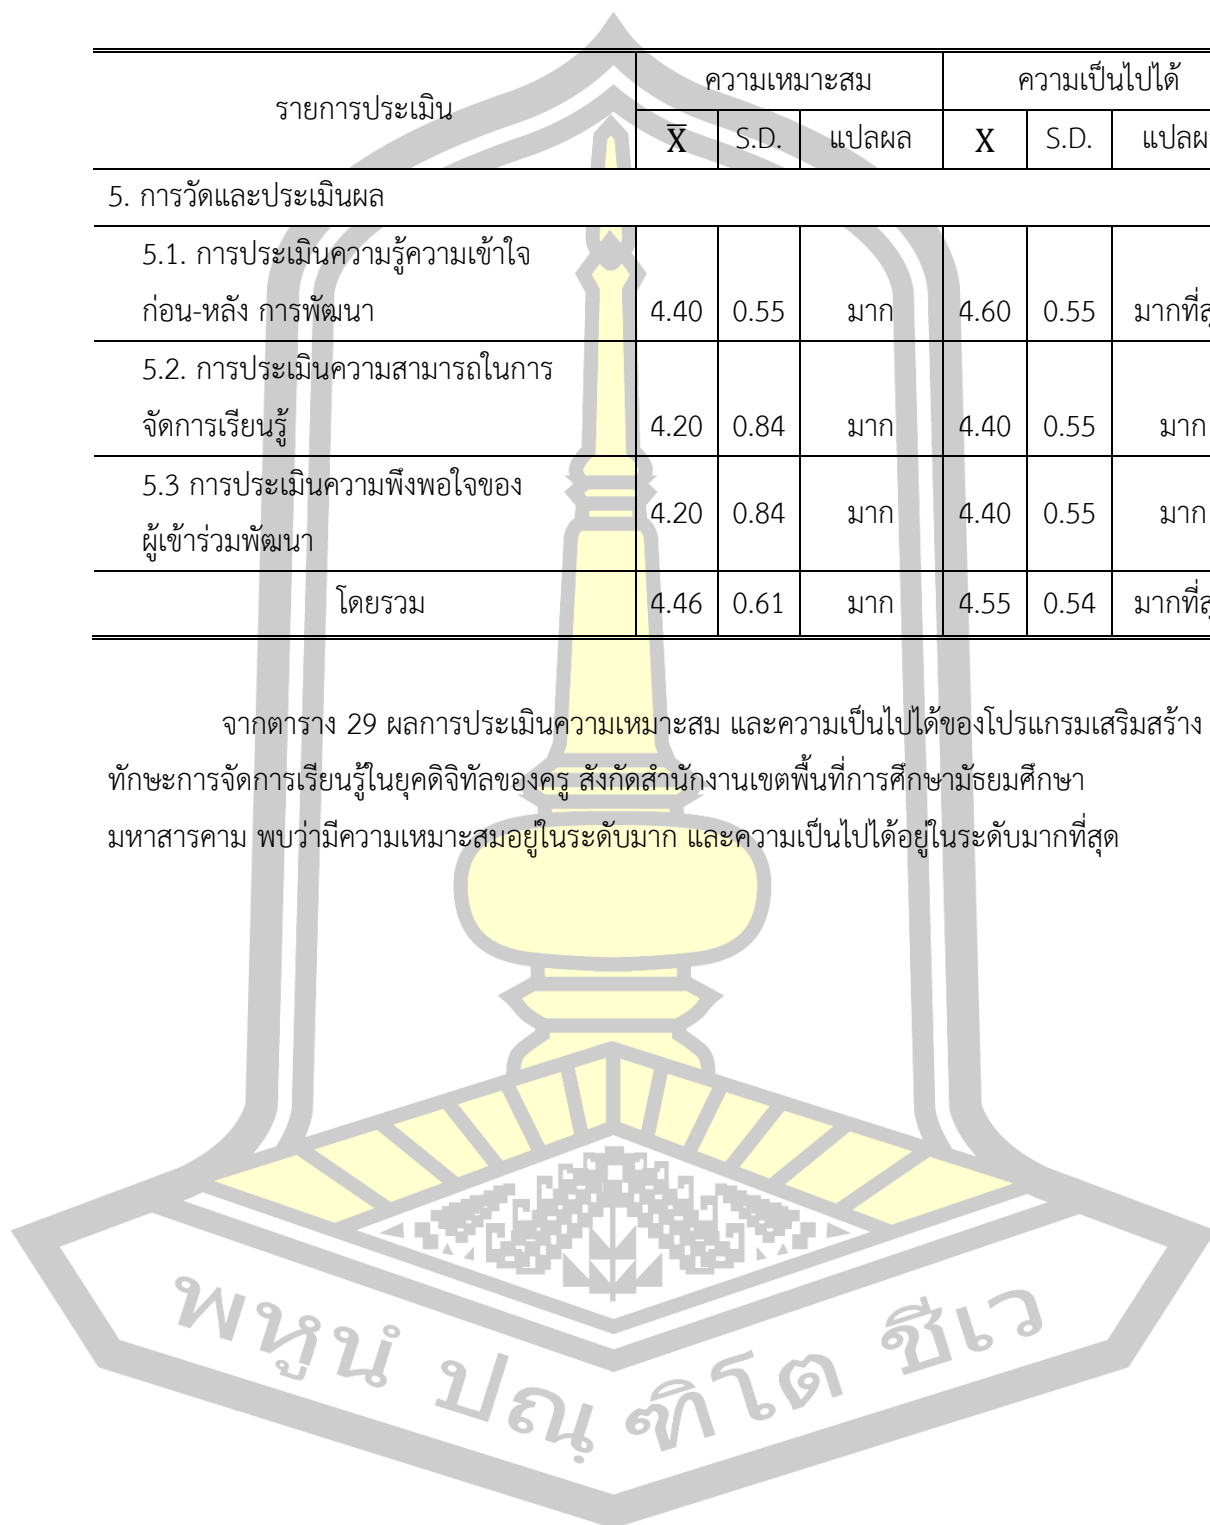 รายการประเมิน ความเหมาะสม ความเป็นไปได้
X̅ S.D. แปลผล X S.D. แปลผ
5. การวัดและประเมินผล
5.1. การประเมินความรู้ความเข้าใจ
ก่อน-หลัง การพัฒนา 4.40 0.55 มาก 4.60 0.55 มากที่สุ
5.2. การประเมินความสามารถในการ
จัดการเรียนรู้ 4.20 0.84 มาก 4.40 0.55 มาก
5.3 การประเมินความพึงพอใจของ
ผู้เข้าร่วมพัฒนา 4.20 0.84 มาก 4.40 0.55 มาก
โดยรวม 4.46 0.61 มาก 4.55 0.54 มากที่สุ
จากตาราง 29 ผลการประเมินความเหมาะสม และความเป็นไปได้ของโปรแกรมเสริมสร้าง
ทักษะการจัดการเรียนรู้ในยุคดิจิทัลของครู สังกัดสำนักงานเขตพื้นที่การศึกษามัธยมศึกษา
มหาสารคาม พบว่ามีความเหมาะสมอยู่ในระดับมาก และความเป็นไปได้อยู่ในระดับมากที่สุด
พหูนํ ปณฺฑิโต ชีเว